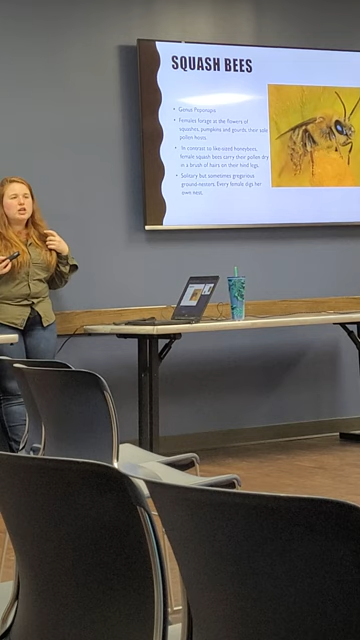 SQUASH BEES
• Genus Peponapis
• Females forage at the flowers of
squashes, pumpkins and gourds, their sole
pollen hosts.
• In contrast to like-sized honeybees,
female squash bees carry their pollen dry
in a brush of hairs on their hind legs.
• Solitary but sometimes gregarious
ground-nesters. Every female digs her
own nest.